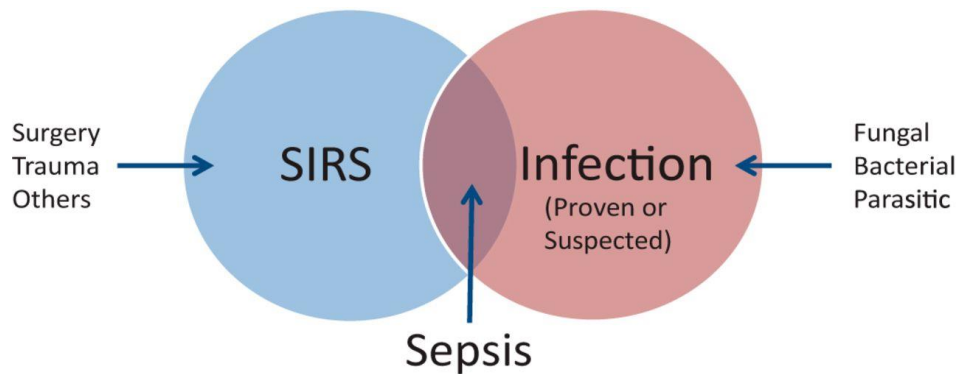 Surgery
Trauma
Others
SIRS
Infection
(Proven or
Suspected)
Fungal
Bacterial
Parasitic
Sepsis